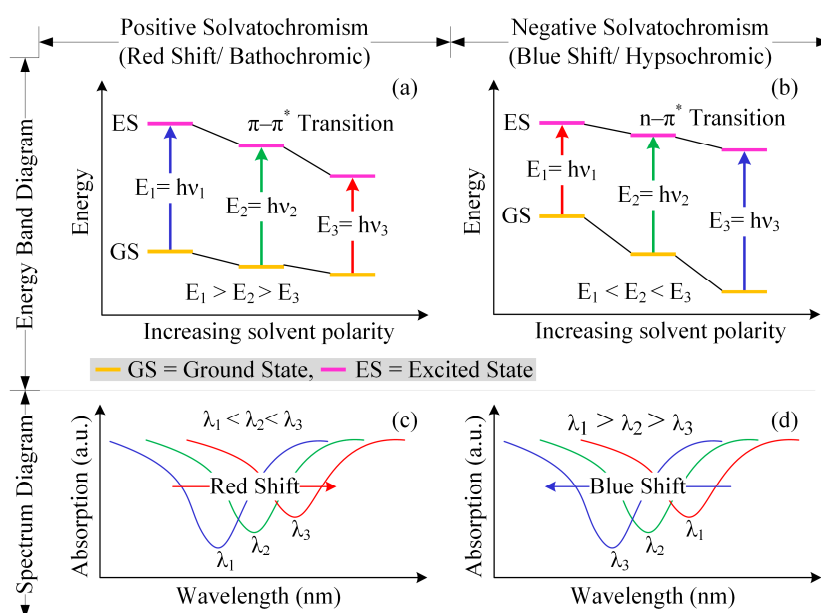 Positive Solvatochromism
(Red Shift/ Bathochromic)
Negative Solvatochromism
(Blue Shift/ Hypsochromic)
Energy Band Diagram
(a)
Energy
ES
π–π* Transition
E₁= hν₁
E₂= hν₂
E₃= hν₃
GS
E₁ > E₂ > E₃
Increasing solvent polarity
(b)
Energy
ES
n–π* Transition
E₁= hν₁
E₂= hν₂
E₃= hν₃
GS
E₁ < E₂ < E₃
Increasing solvent polarity
GS = Ground State, ES = Excited State
Spectrum Diagram
Absorption (a.u.)
λ₁ < λ₂< λ₃
(c)
Red Shift
λ₁
λ₂
λ₃
Wavelength (nm)
Absorption (a.u.)
λ₁ > λ₂ > λ₃
(d)
Blue Shift
λ₃
λ₂
λ₁
Wavelength (nm)